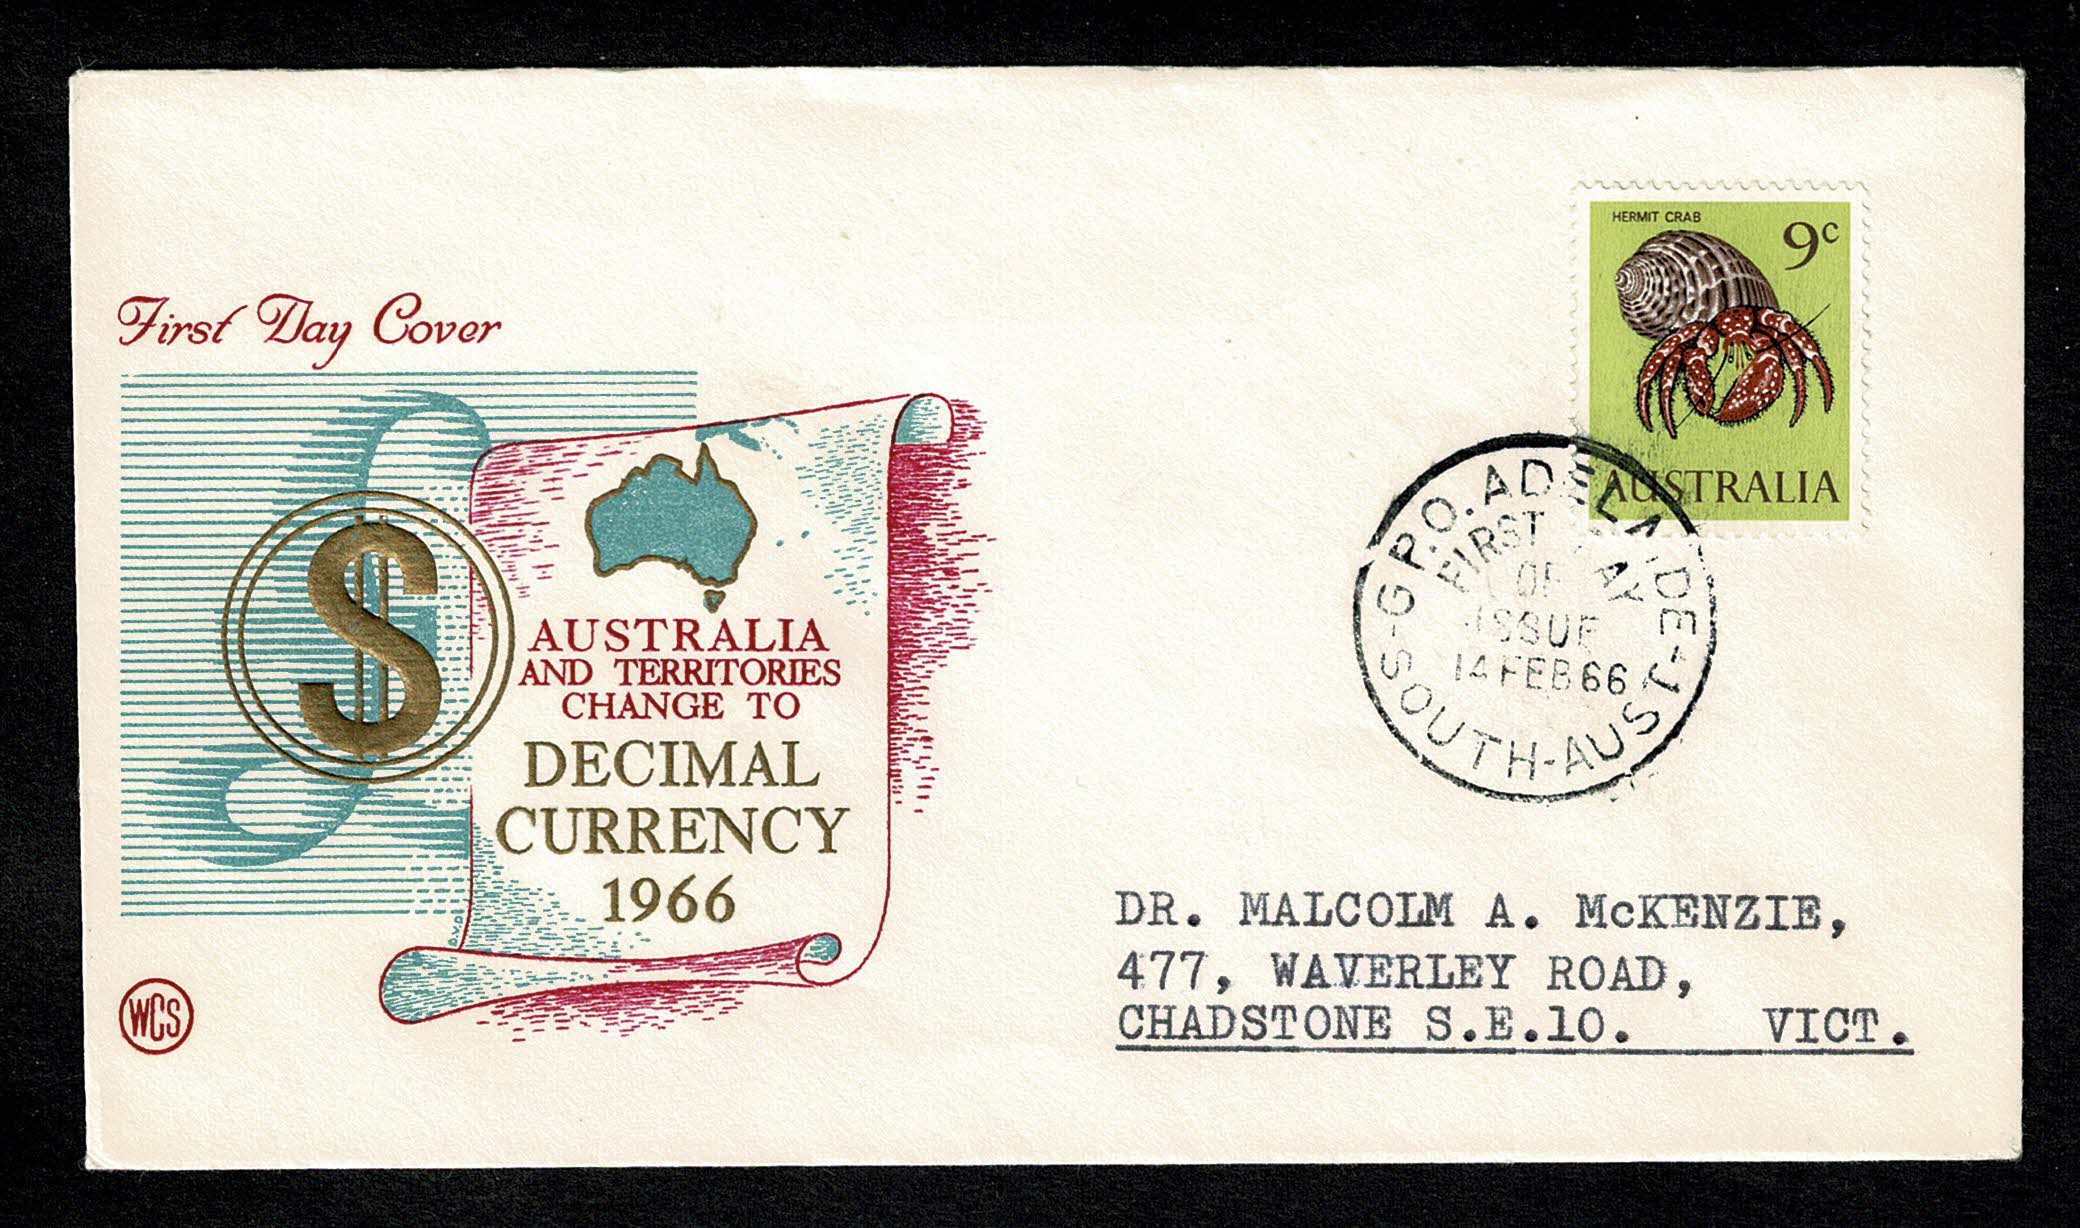 First Day Cover
AUSTRALIA
AND TERRITORIES
CHANGE TO
DECIMAL
CURRENCY
1966
$
WCS
HERMIT CRAB
9c
AUSTRALIA
G.P.O. ADELAIDE-1
FIRST DAY
OF
ISSUE
14 FEB 66
SOUTH-AUST
DR. MALCOLM A. McKENZIE,
477, WAVERLEY ROAD,
CHADSTONE S.E.10. VICT.